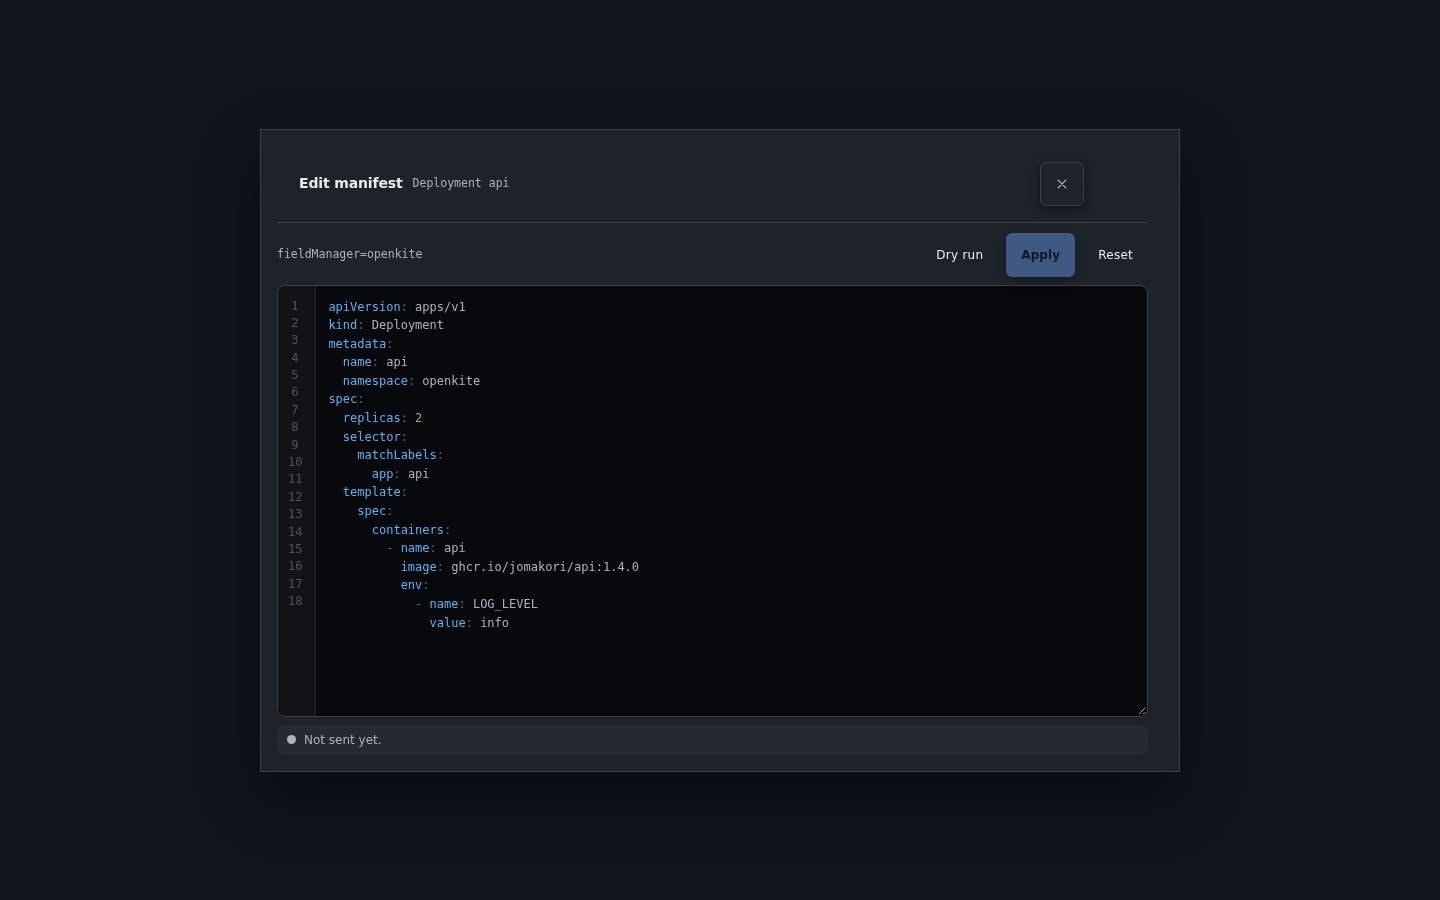 Edit manifest Deployment api
×
fieldManager=openkite
Dry run Apply Reset
1 apiVersion: apps/v1
2 kind: Deployment
3 metadata:
4   name: api
5   namespace: openkite
6 spec:
7   replicas: 2
8   selector:
9     matchLabels:
10       app: api
11   template:
12     spec:
13       containers:
14         - name: api
15           image: ghcr.io/jomakori/api:1.4.0
16           env:
17             - name: LOG_LEVEL
18               value: info
Not sent yet.